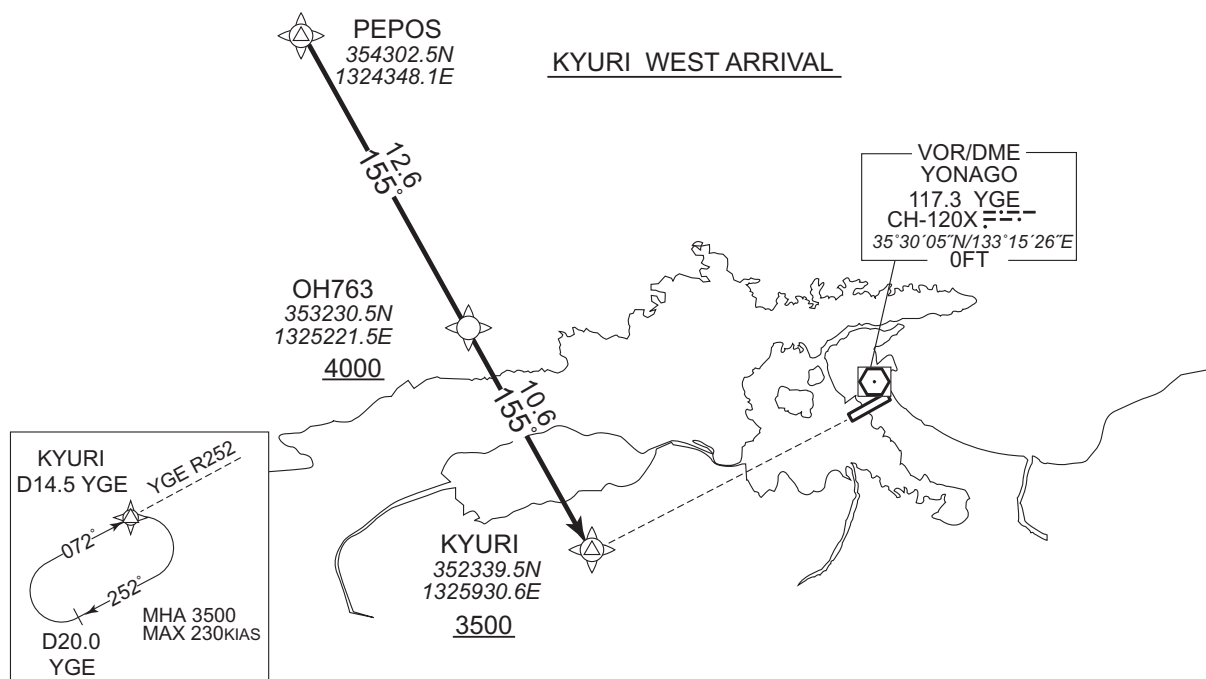 KYURI WEST ARRIVAL
PEPOS
354302.5N
1324348.1E
12.6
155°
VOR/DME
YONAGO
117.3 YGE
CH-120X
35°30´05˝N/133°15´26˝E
0FT
OH763
353230.5N
1325221.5E
4000
10.6
155°
KYURI
352339.5N
1325930.6E
3500
KYURI
D14.5 YGE
YGE R252
072°
252°
D20.0
YGE
MHA 3500
MAX 230KIAS